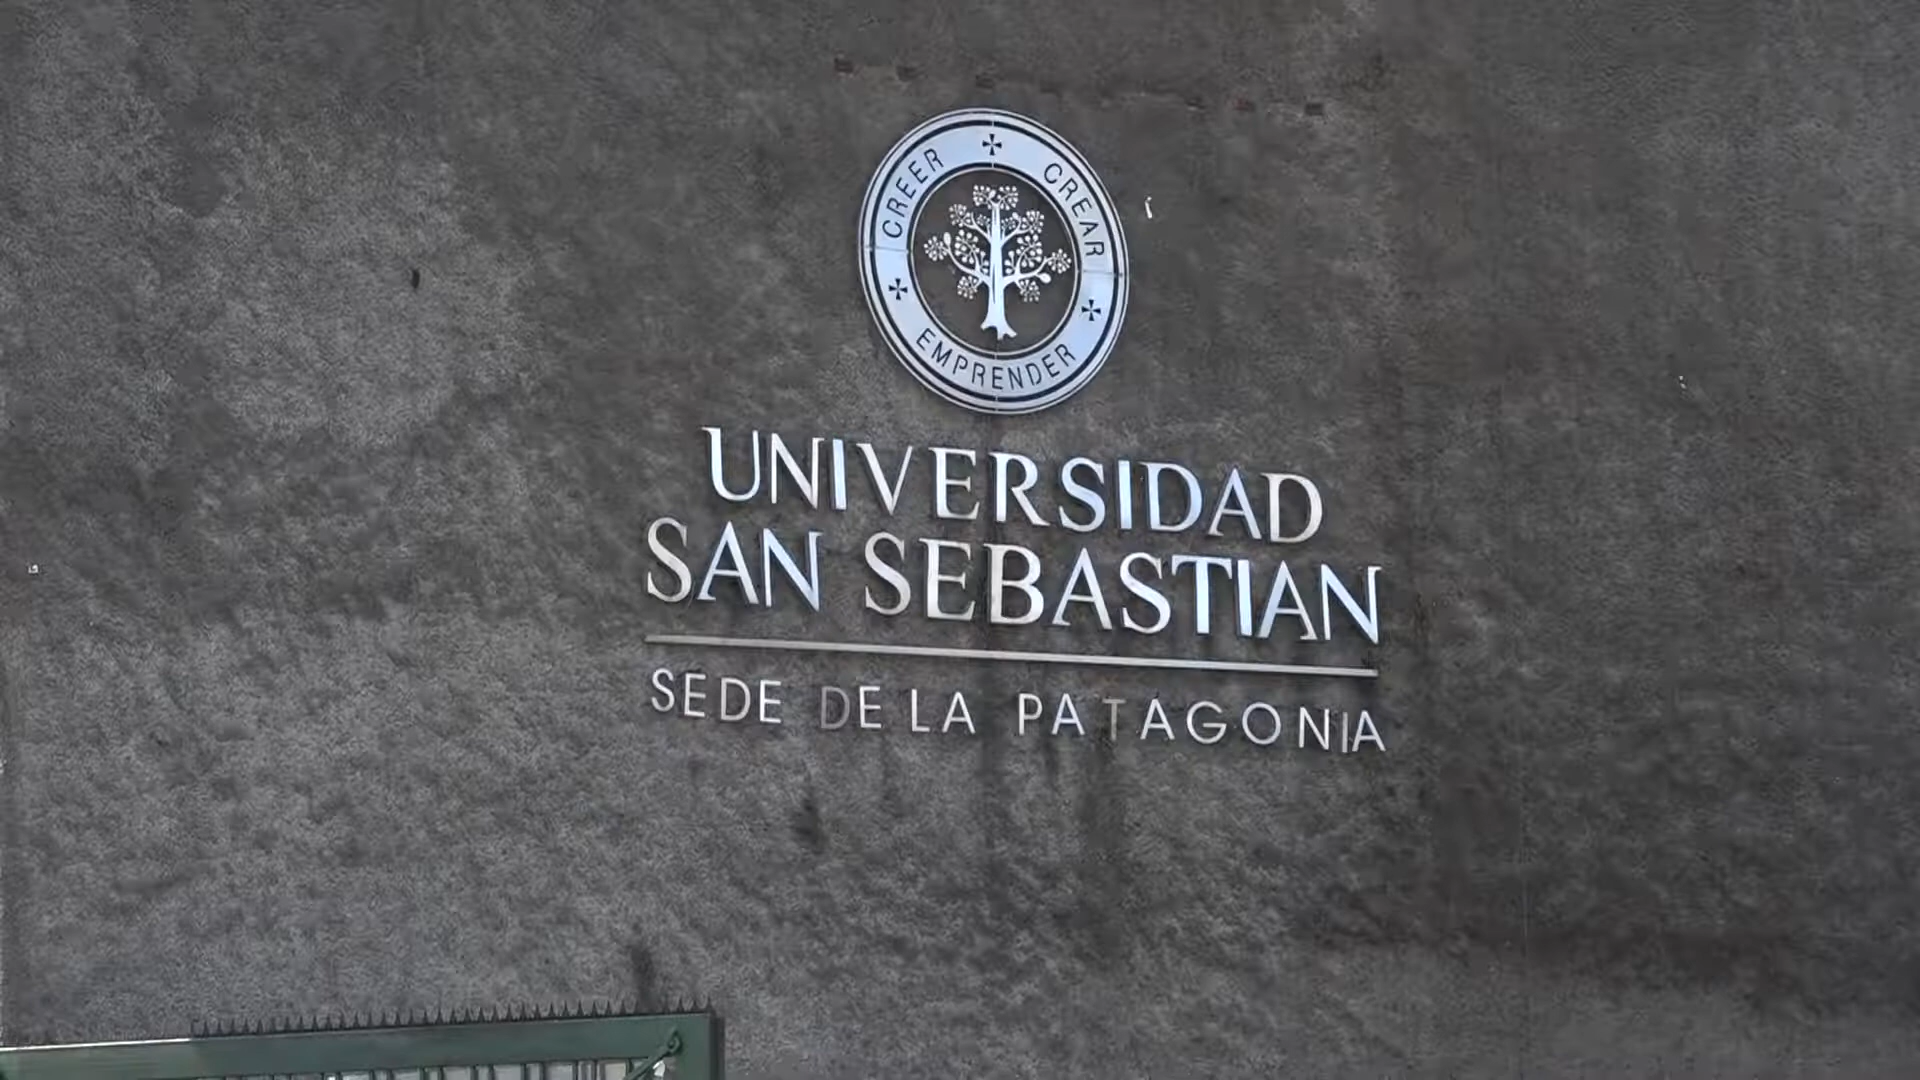 CREER CREAR
EMPRENDER
UNIVERSIDAD
SAN SEBASTIAN
SEDE DE LA PATAGONIA